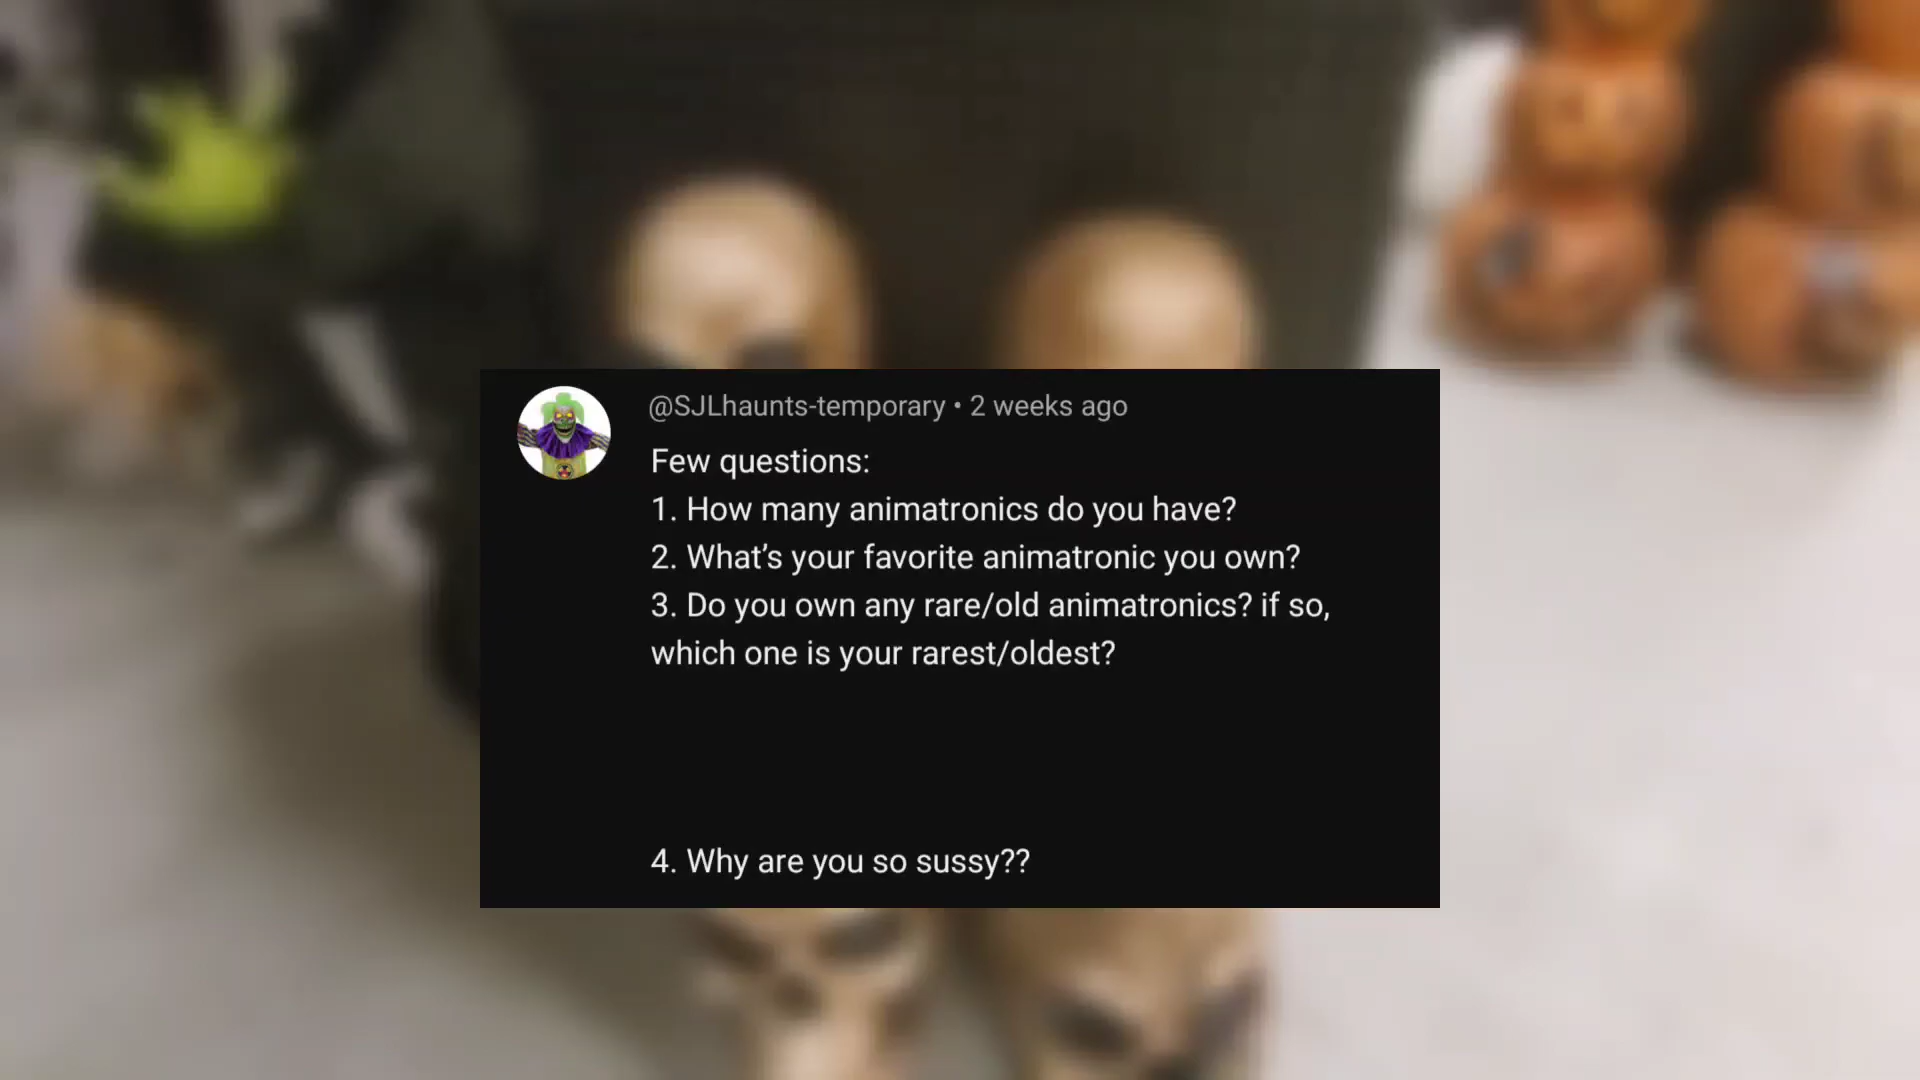 @SJLhaunts-temporary • 2 weeks ago
Few questions:
1. How many animatronics do you have?
2. What’s your favorite animatronic you own?
3. Do you own any rare/old animatronics? if so,
which one is your rarest/oldest?
4. Why are you so sussy??